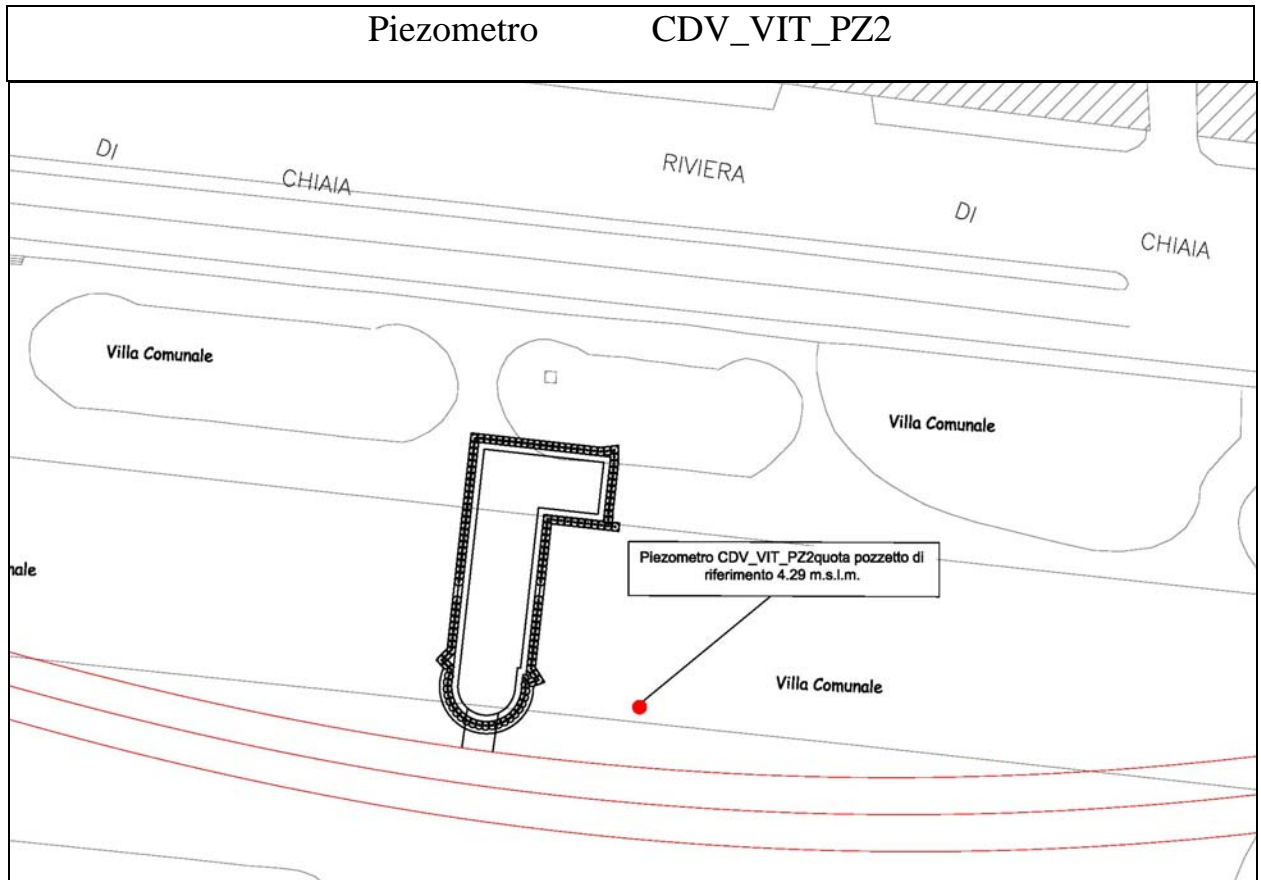 Piezometro CDV_VIT_PZ2
DI
CHIAIA
RIVIERA
DI
CHIAIA
Villa Comunale
Villa Comunale
nale
Piezometro CDV_VIT_PZ2quota pozzetto di
riferimento 4.29 m.s.l.m.
Villa Comunale